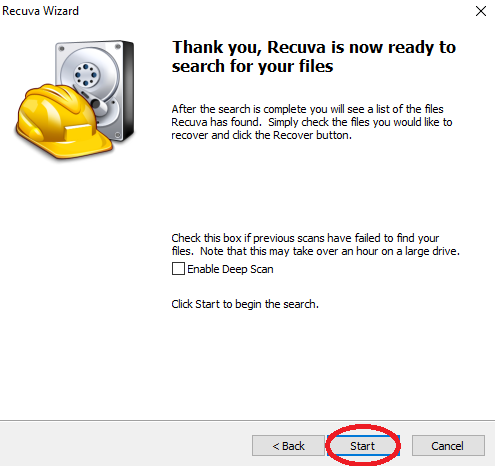 Recuva Wizard
Thank you, Recuva is now ready to
search for your files
After the search is complete you will see a list of the files
Recuva has found.  Simply check the files you would like to
recover and click the Recover button.
Check this box if previous scans have failed to find your
files.  Note that this may take over an hour on a large drive.
Enable Deep Scan
Click Start to begin the search.
< Back
Start
Cancel